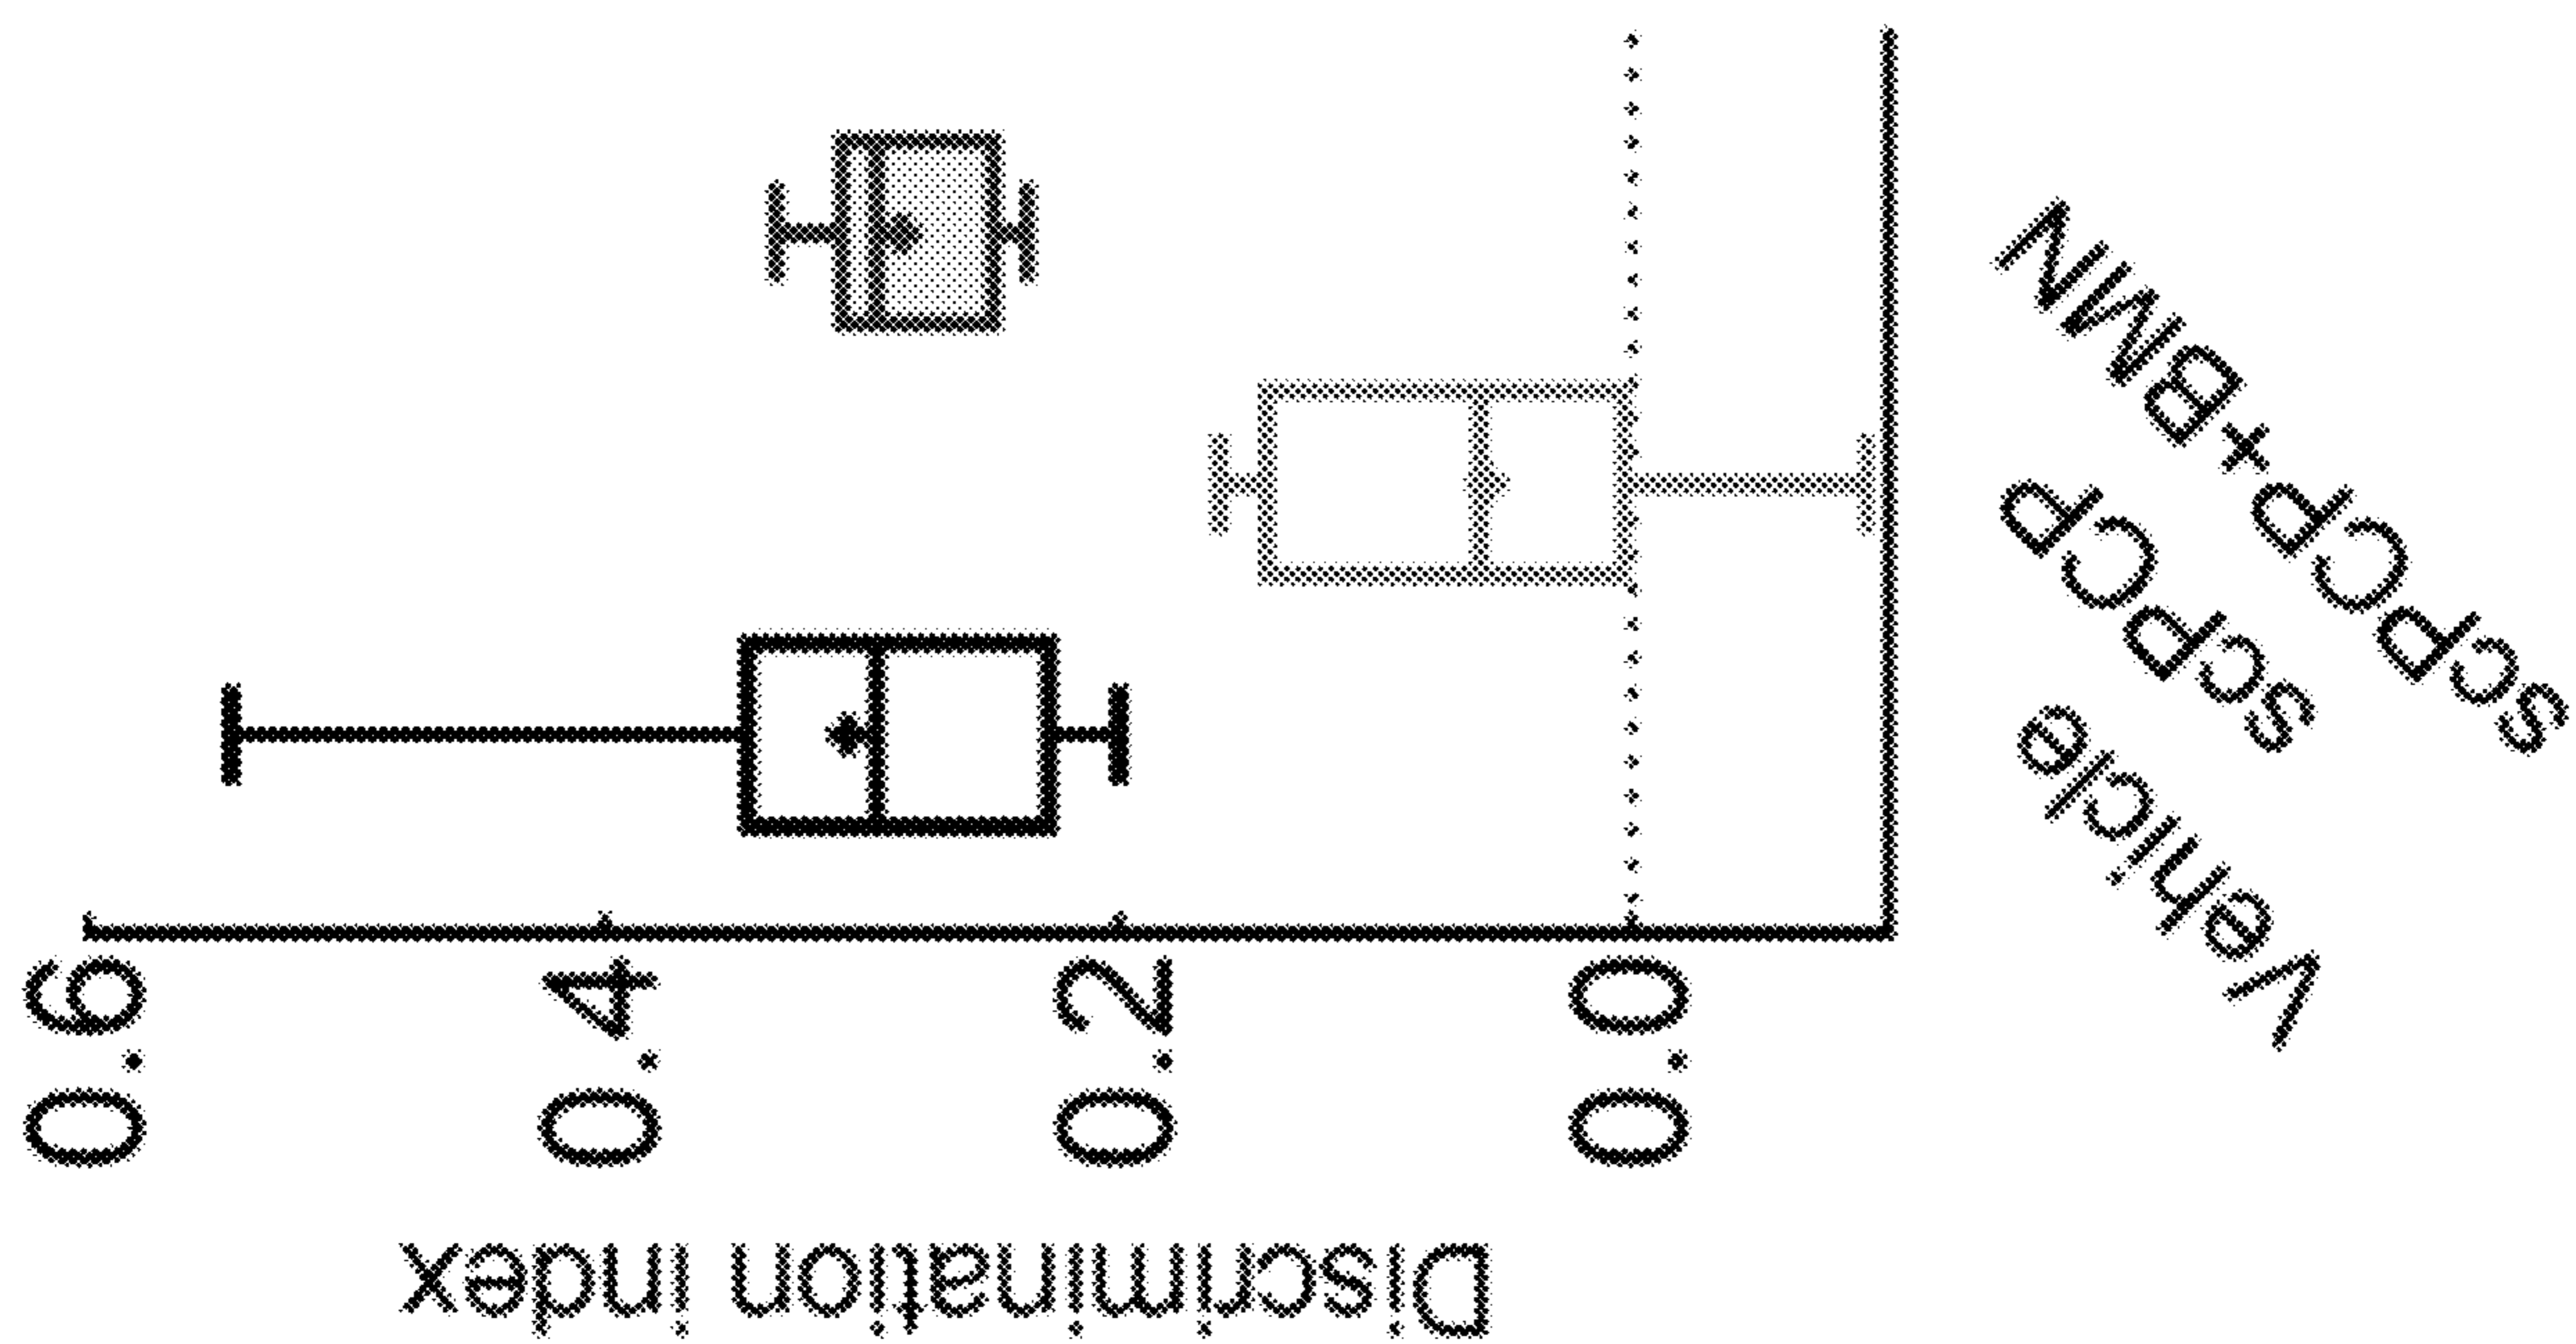 Discrimination index
0.6
0.4
0.2
0.0
Vehicle
scPCP
scPCP+BMN